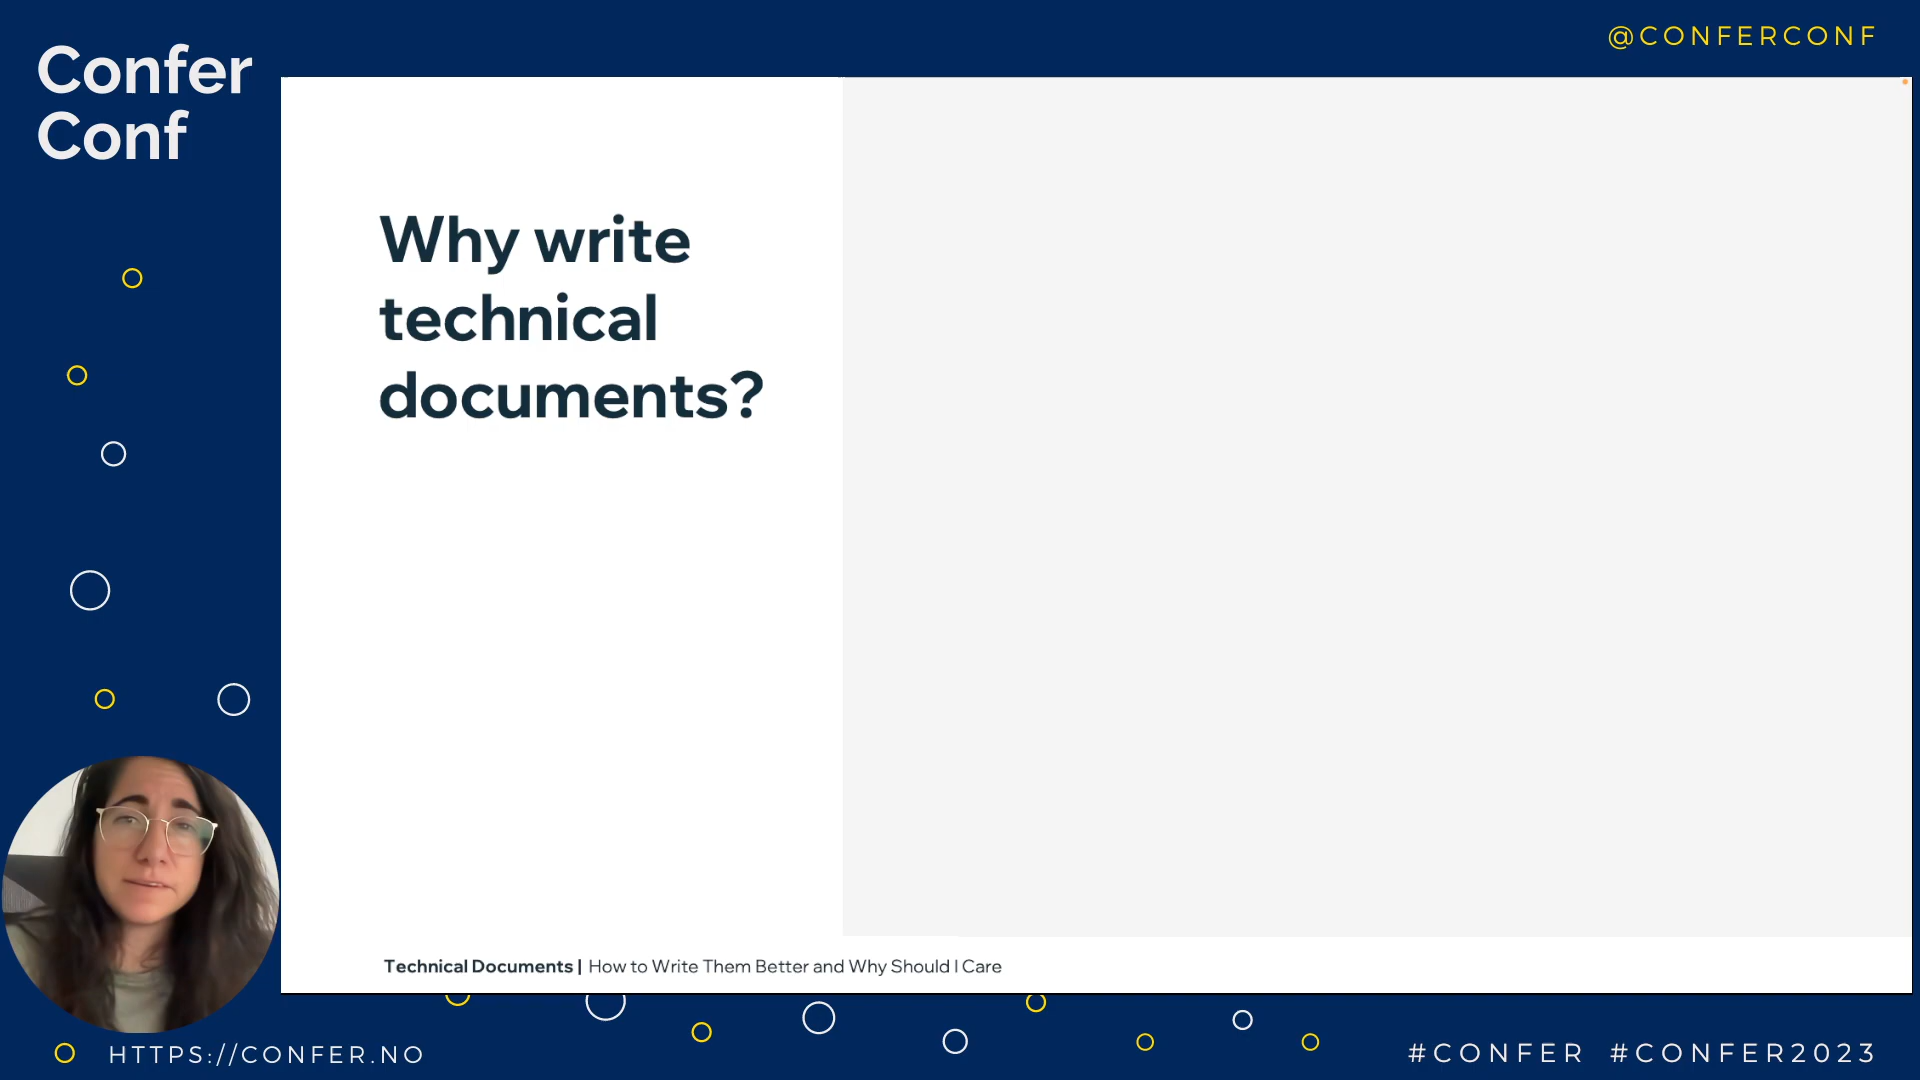 Confer
Conf
@CONFERCONF
Why write
technical
documents?
Technical Documents | How to Write Them Better and Why Should I Care
HTTPS://CONFER.NO
#CONFER #CONFER2023